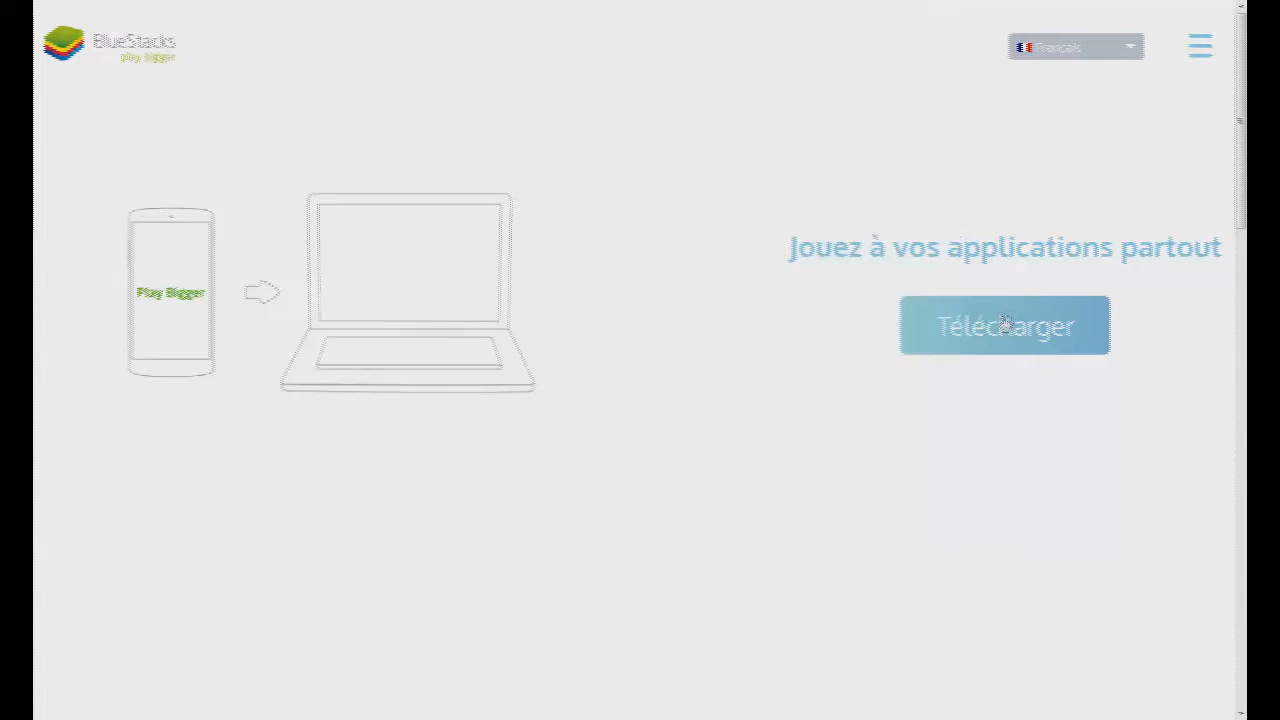 BlueStacks
play bigger
Français
Play Bigger
Jouez à vos applications partout
Télécharger